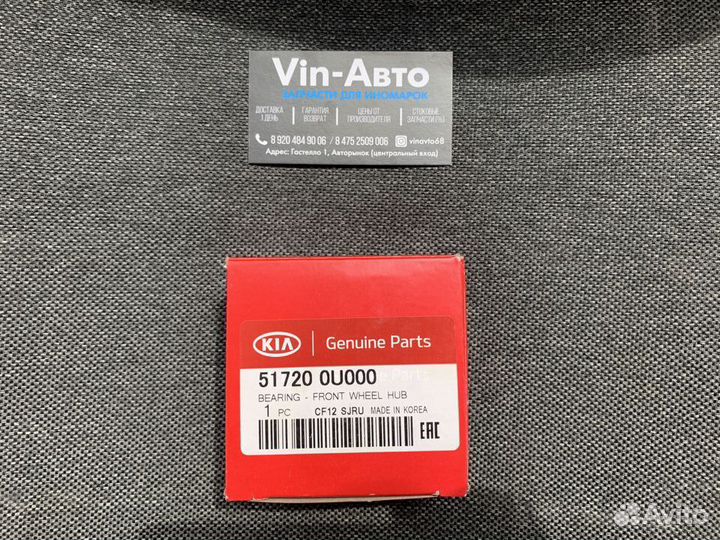 Vin-Авто
ЗАПЧАСТИ ДЛЯ ИНОМАРОК
ДОСТАВКА 1 ДЕНЬ | ГАРАНТИЯ ВОЗВРАТ | ЦЕНЫ ОТ ПРОИЗВОДИТЕЛЯ | СТОКОВЫЕ ЗАПЧАСТИ
8 920 484 90 06 / 8 475 2509 006 vinavto68
Адрес: Гастелло 1, Авторынок (центральный вход)
KIA Genuine Parts
51720 0U000 Parts
BEARING - FRONT WHEEL HUB
1 PC CF12 SJRU MADE IN KOREA
EAC
Avito